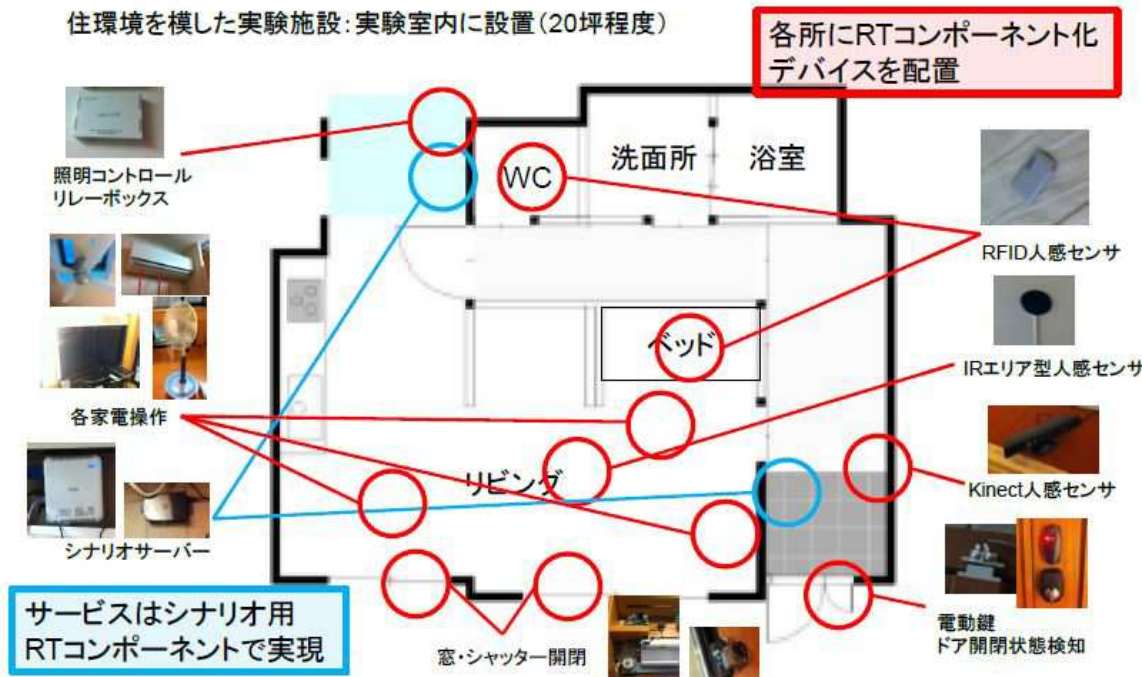 住環境を模した実験施設：実験室内に設置（20坪程度）
各所にRTコンポーネント化
デバイスを配置
照明コントロール
リレーボックス
WC
洗面所
浴室
RFID人感センサ
ベッド
IRエリア型人感センサ
各家電操作
リビング
Kinect人感センサ
シナリオサーバー
サービスはシナリオ用
RTコンポーネントで実現
窓・シャッター開閉
電動鍵
ドア開閉状態検知